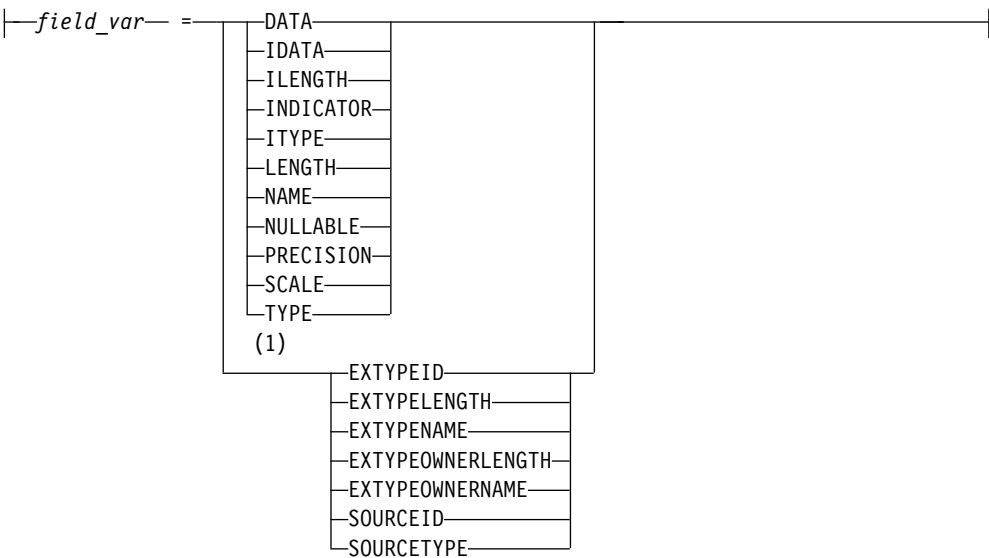 field_var = DATA
IDATA
ILENGTH
INDICATOR
ITYPE
LENGTH
NAME
NULLABLE
PRECISION
SCALE
TYPE
(1)
EXTYPEID
EXTYPELENGTH
EXTYPENAME
EXTYPEOWNERLENGTH
EXTYPEOWNERNAME
SOURCEID
SOURCETYPE